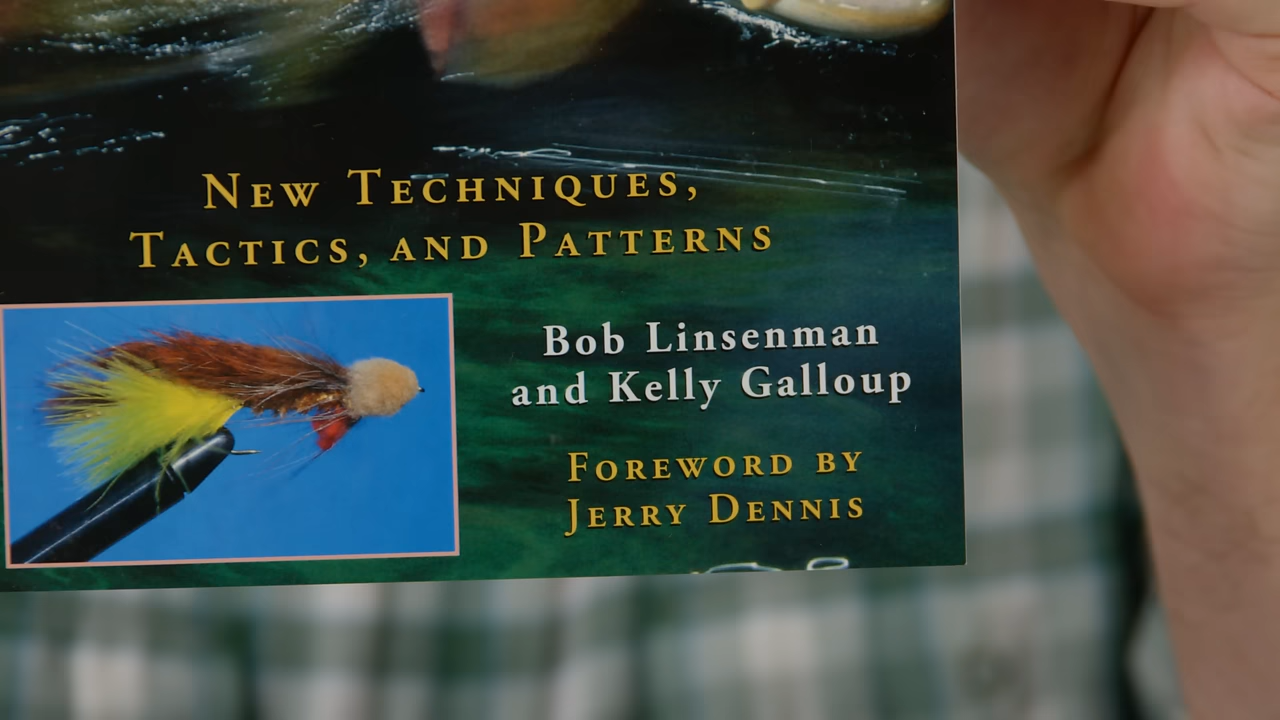 New Techniques,
Tactics, and Patterns
Bob Linsenman
and Kelly Galloup
Foreword by
Jerry Dennis